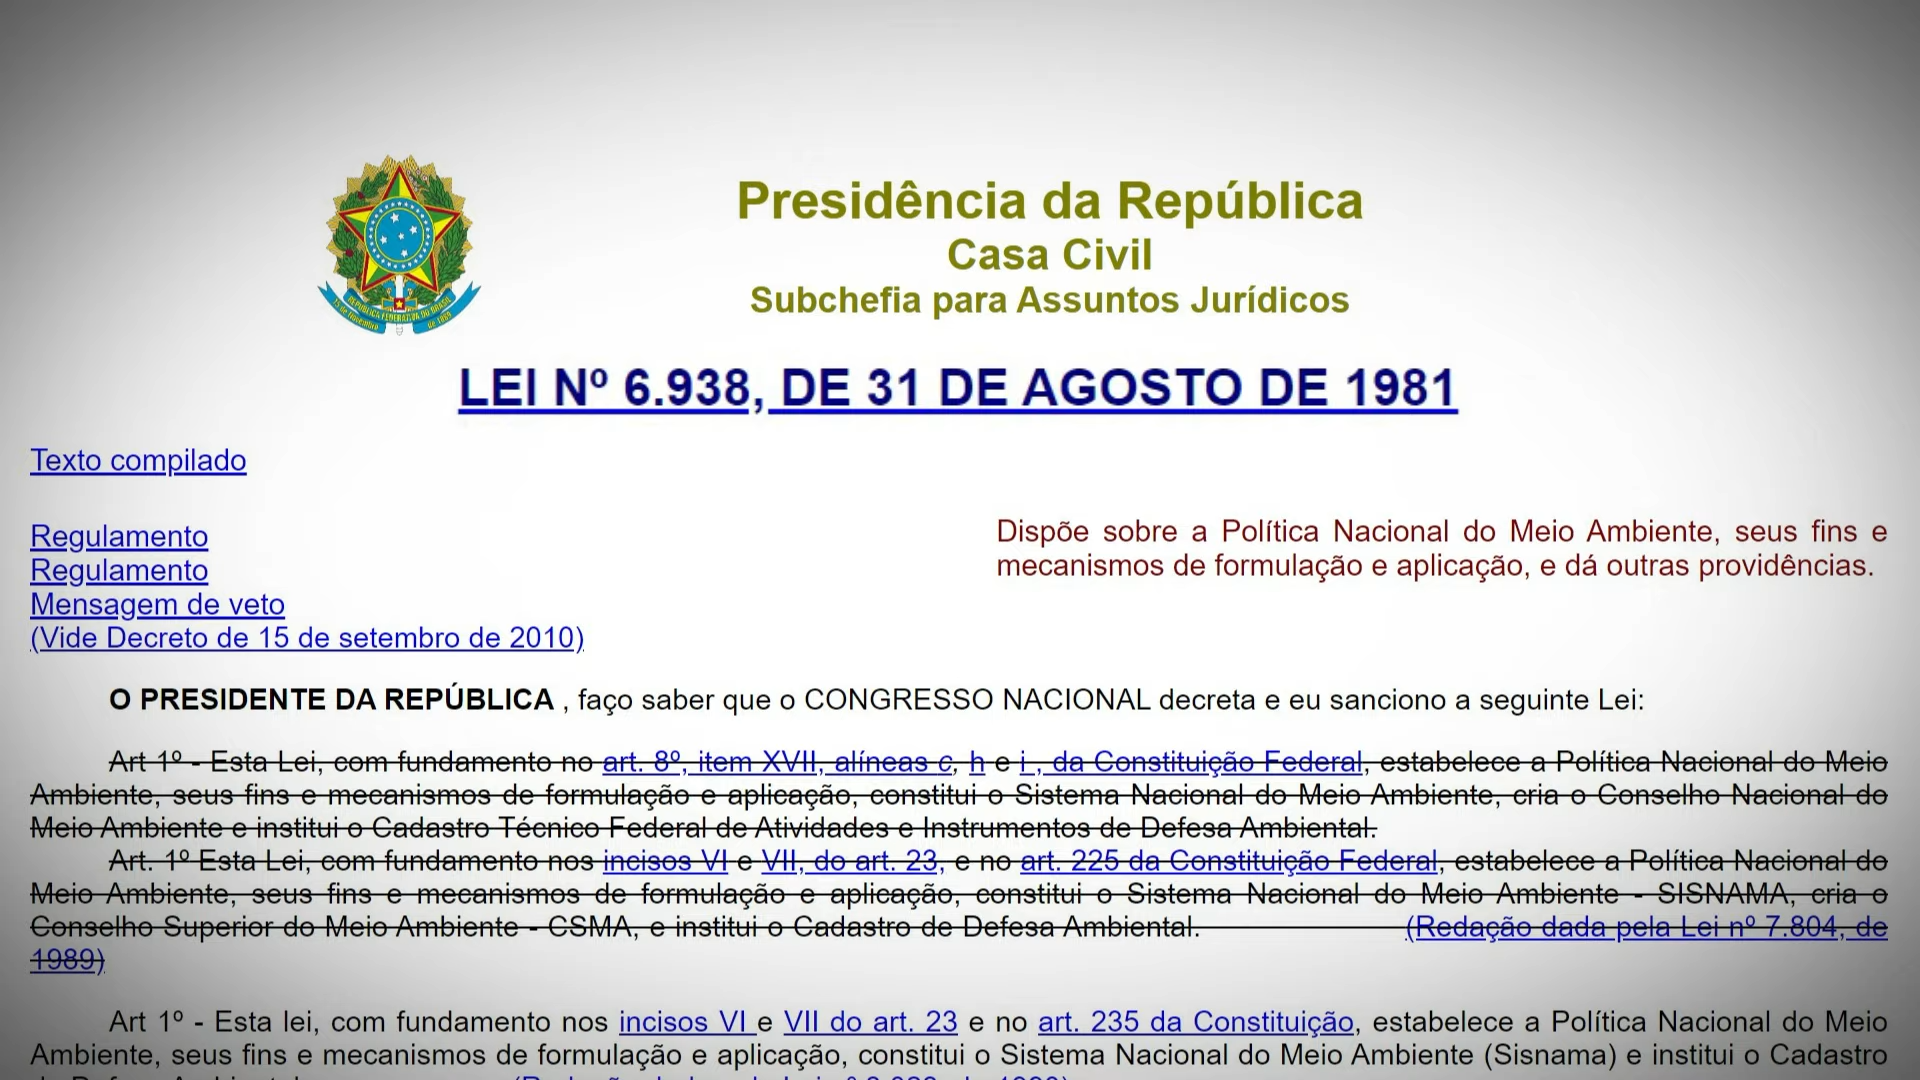 Presidência da República
Casa Civil
Subchefia para Assuntos Jurídicos
LEI Nº 6.938, DE 31 DE AGOSTO DE 1981
Texto compilado
Regulamento
Regulamento
Mensagem de veto
(Vide Decreto de 15 de setembro de 2010)
Dispõe sobre a Política Nacional do Meio Ambiente, seus fins e
mecanismos de formulação e aplicação, e dá outras providências.
O PRESIDENTE DA REPÚBLICA , faço saber que o CONGRESSO NACIONAL decreta e eu sanciono a seguinte Lei:
Art 1º - Esta Lei, com fundamento no art. 8º, item XVII, alíneas c, h e i , da Constituição Federal, estabelece a Política Nacional do Meio
Ambiente, seus fins e mecanismos de formulação e aplicação, constitui o Sistema Nacional do Meio Ambiente, cria o Conselho Nacional do
Meio Ambiente e institui o Cadastro Técnico Federal de Atividades e Instrumentos de Defesa Ambiental.
Art. 1º Esta Lei, com fundamento nos incisos VI e VII, do art. 23, e no art. 225 da Constituição Federal, estabelece a Política Nacional do
Meio Ambiente, seus fins e mecanismos de formulação e aplicação, constitui o Sistema Nacional do Meio Ambiente - SISNAMA, cria o
Conselho Superior do Meio Ambiente - CSMA, e institui o Cadastro de Defesa Ambiental. (Redação dada pela Lei nº 7.804, de
1989)
Art 1º - Esta lei, com fundamento nos incisos VI e VII do art. 23 e no art. 235 da Constituição, estabelece a Política Nacional do Meio
Ambiente, seus fins e mecanismos de formulação e aplicação, constitui o Sistema Nacional do Meio Ambiente (Sisnama) e institui o Cadastro